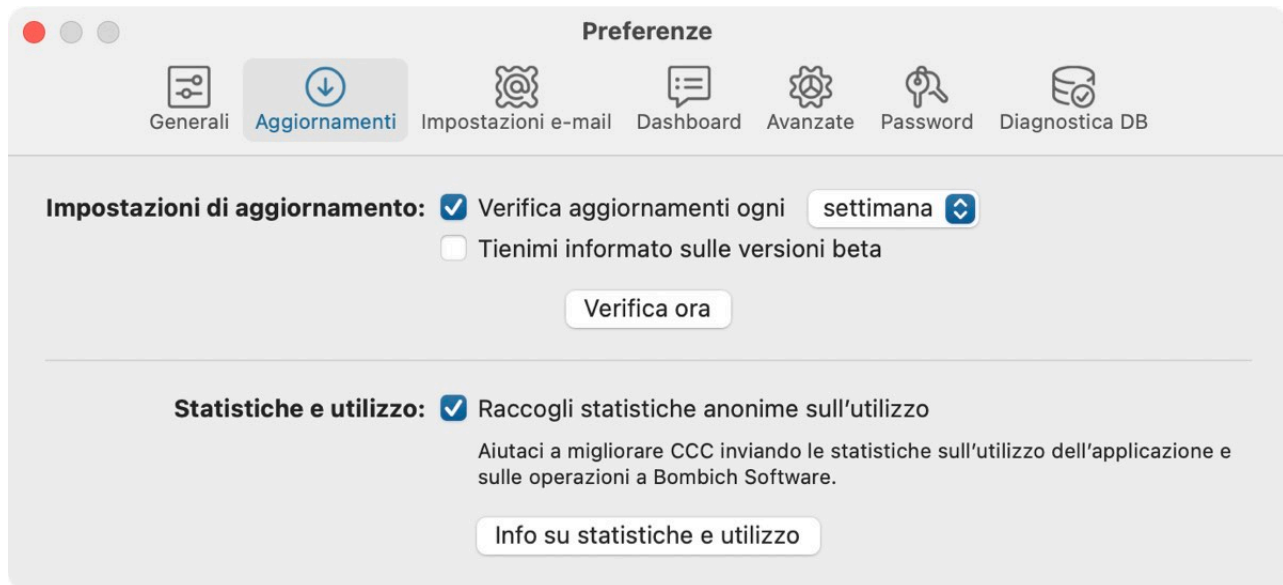 Preferenze
Generali Aggiornamenti Impostazioni e-mail Dashboard Avanzate Password Diagnostica DB
Impostazioni di aggiornamento: Verifica aggiornamenti ogni settimana
Tienimi informato sulle versioni beta
Verifica ora
Statistiche e utilizzo: Raccogli statistiche anonime sull'utilizzo
Aiutaci a migliorare CCC inviando le statistiche sull'utilizzo dell'applicazione e
sulle operazioni a Bombich Software.
Info su statistiche e utilizzo